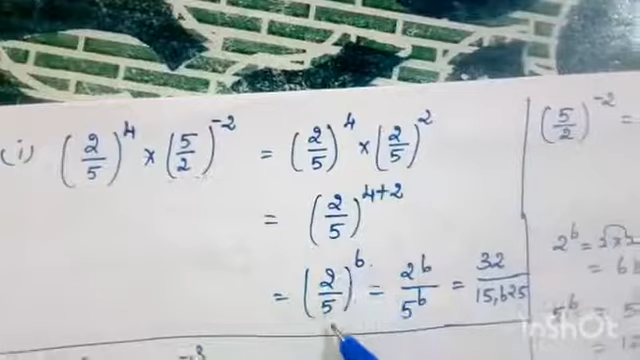 (i) (2/5)^4 × (5/2)^-2 = (2/5)^4 × (2/5)^2
= (2/5)^4+2
= (2/5)^6 = 2^6/5^6 = 32/15,625
(5/2)^-2 =
2^6 =
= 6
5^6 = 5
InShOt